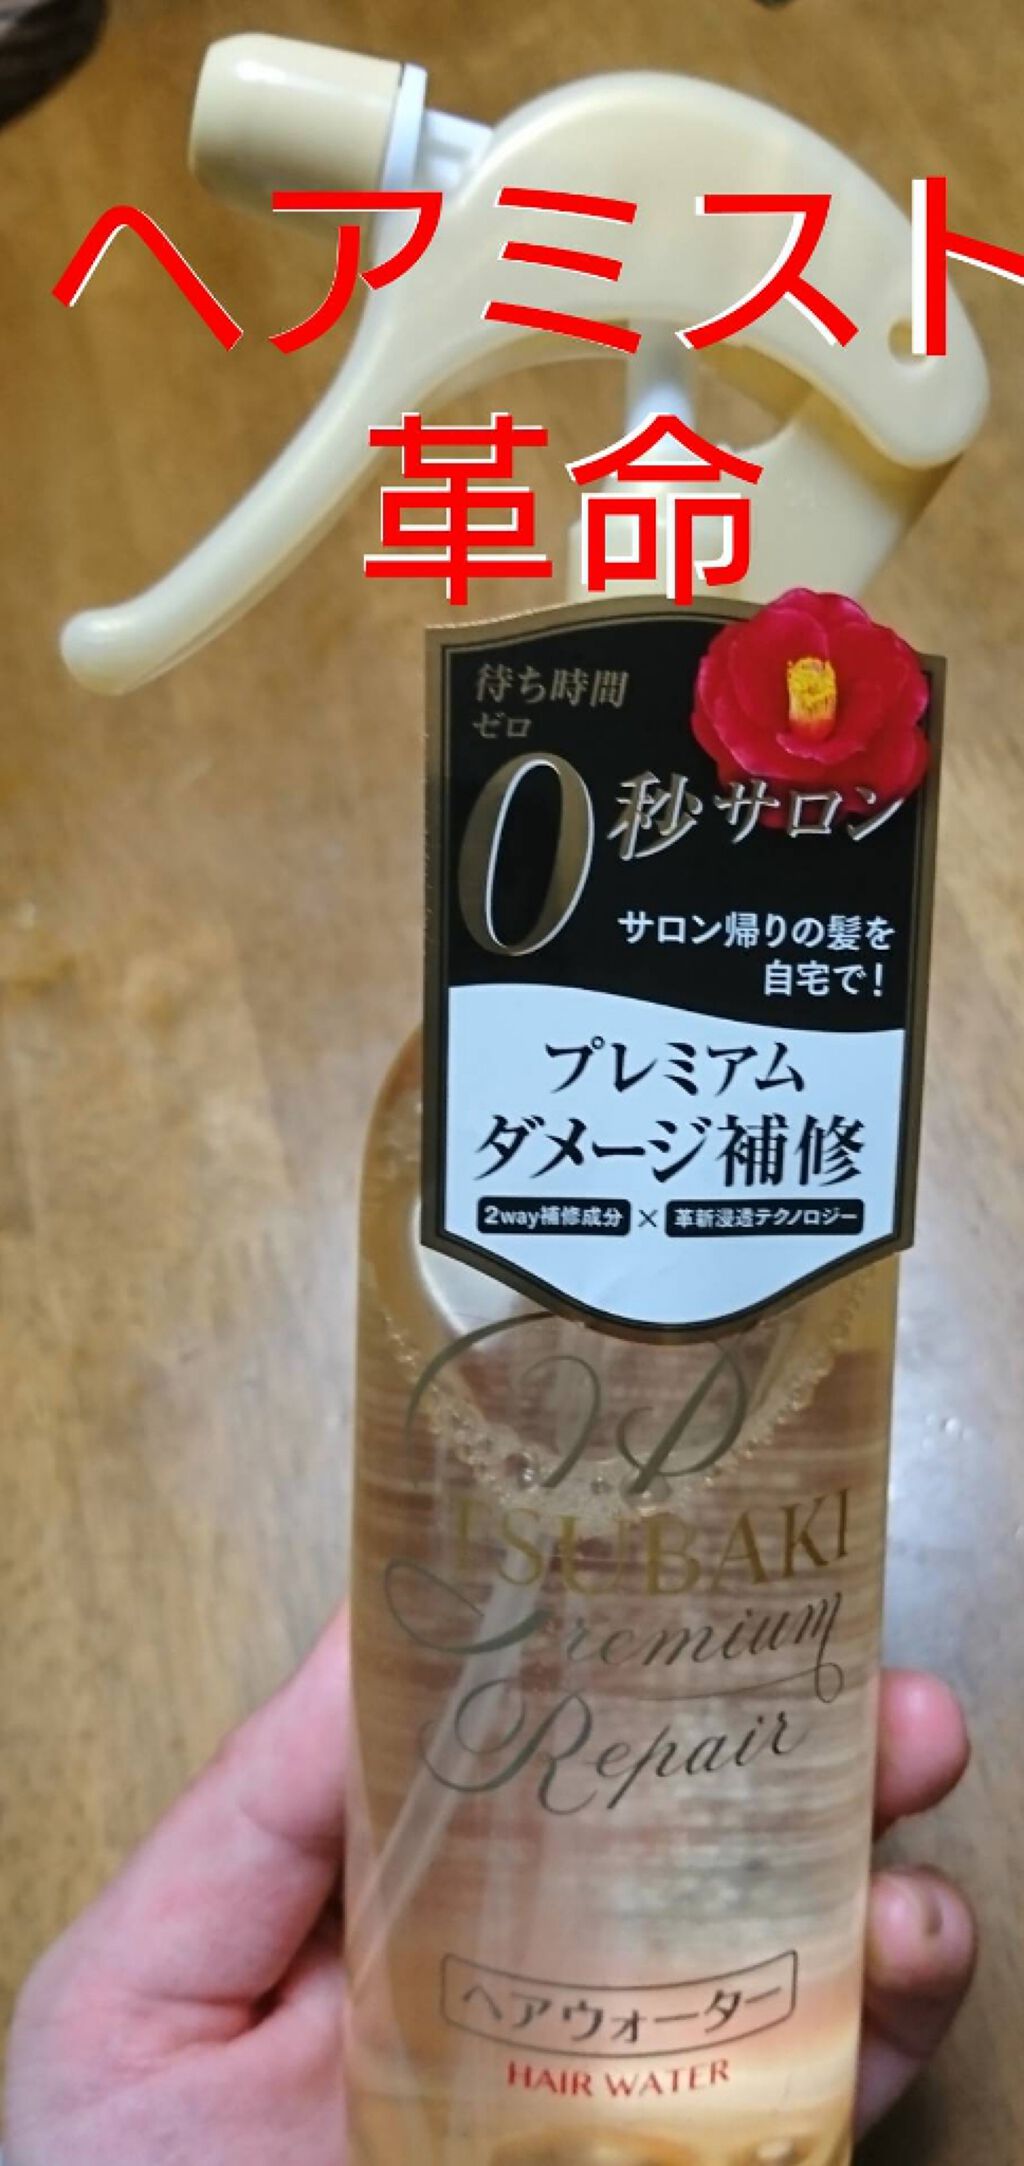 ヘアミスト
革命
待ち時間
ゼロ
0秒サロン
サロン帰りの髪を
自宅で!
プレミアム
ダメージ補修
2way補修成分×革新浸透テクノロジー
TSUBAKI
Premium
Repair
ヘアウォーター
HAIR WATER